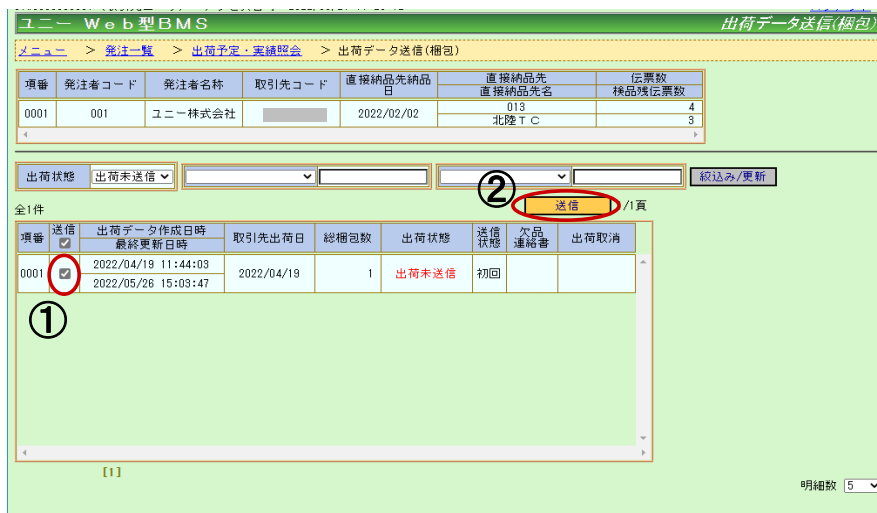 ユニー Ｗｅｂ型ＢＭＳ 出荷データ送信(梱包)
メニュー > 発注一覧 > 出荷予定・実績照会 > 出荷データ送信(梱包)
項番 発注者コード 発注者名称 取引先コード 直接納品先納品日 直接納品先 伝票数
直接納品先名 検品残伝票数
0001 001 ユニー株式会社 2022/02/02 013 4
北陸ＴＣ 3
出荷状態 出荷未送信 絞込み/更新
②
全1件 送信 /1頁
項番 送信 出荷データ作成日時 取引先出荷日 総梱包数 出荷状態 送信状態 欠品連絡書 出荷取消
最終更新日時
0001 2022/04/19 11:44:03 2022/04/19 1 出荷未送信 初回
2022/05/26 15:03:47
①
[1]
明細数 5